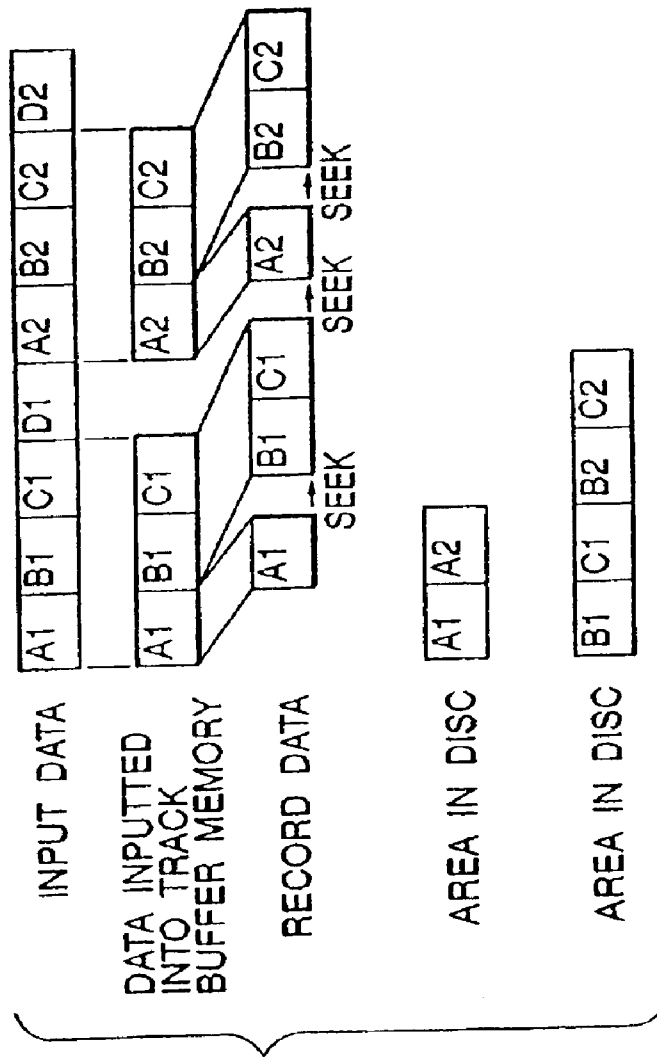 INPUT DATA
A1 B1 C1 D1 A2 B2 C2 D2
DATA INPUTTED
INTO TRACK
BUFFER MEMORY
A1 B1 C1
A2 B2 C2
RECORD DATA
A1
B1 C1
A2
B2 C2
SEEK
SEEK
SEEK
AREA IN DISC
A1 A2
AREA IN DISC
B1 C1 B2 C2